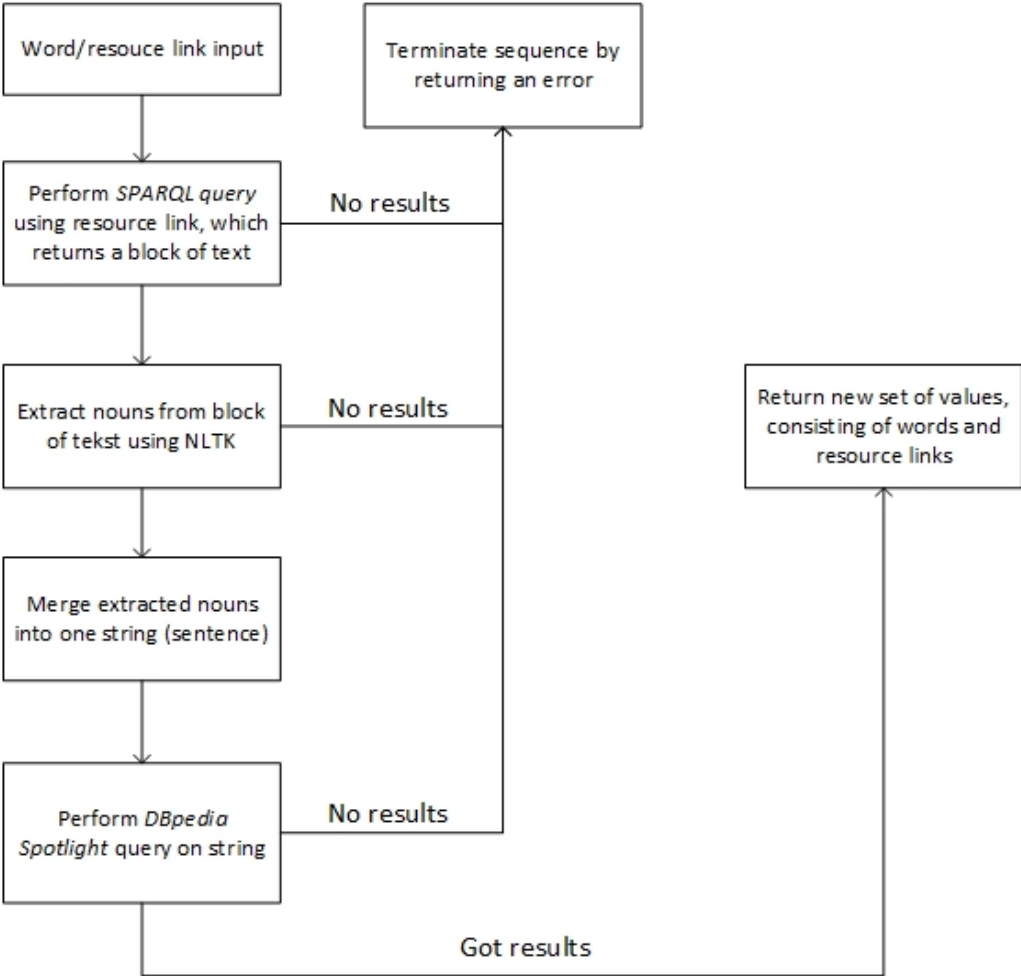 Word/resouce link input
Terminate sequence by
returning an error
Perform SPARQL query
using resource link, which
returns a block of text
No results
Extract nouns from block
of tekst using NLTK
No results
Return new set of values,
consisting of words and
resource links
Merge extracted nouns
into one string (sentence)
Perform DBpedia
Spotlight query on string
No results
Got results